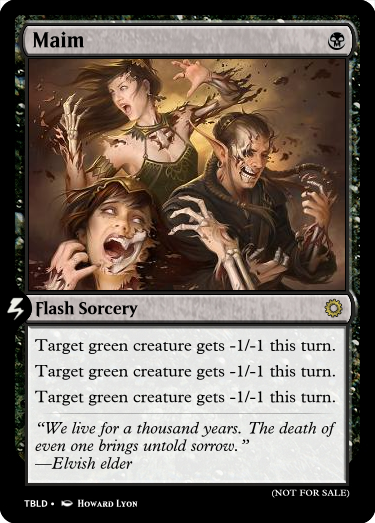 Maim
Flash Sorcery
Target green creature gets -1/-1 this turn.
Target green creature gets -1/-1 this turn.
Target green creature gets -1/-1 this turn.
“We live for a thousand years. The death of
even one brings untold sorrow.”
—Elvish elder
(NOT FOR SALE)
TBLD • Howard Lyon